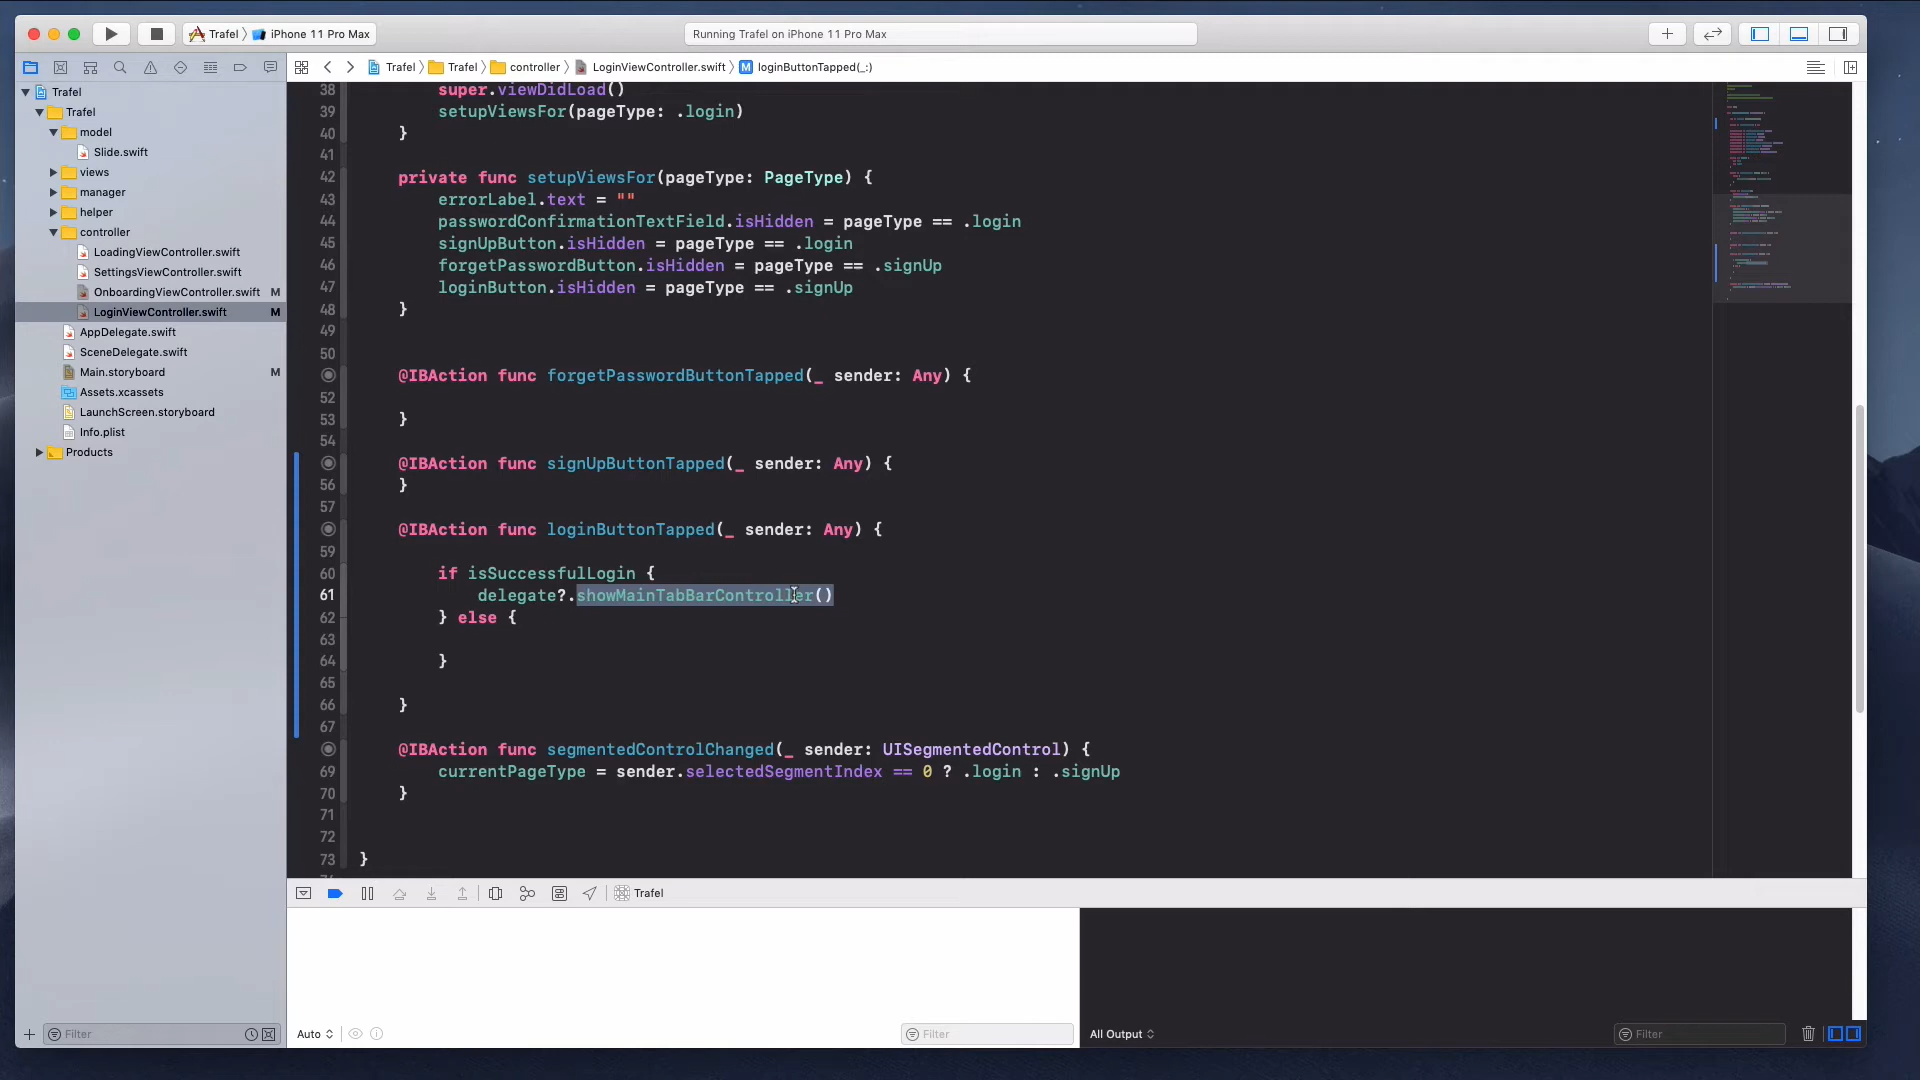 Trafel
iPhone 11 Pro Max
Running Trafel on iPhone 11 Pro Max
Trafel
Trafel
controller
LoginViewController.swift
M
loginButtonTapped(_:)
Trafel
Trafel
model
Slide.swift
views
manager
helper
controller
LoadingViewController.swift
SettingsViewController.swift
OnboardingViewController.swift M
LoginViewController.swift M
AppDelegate.swift
SceneDelegate.swift
Main.storyboard M
Assets.xcassets
LaunchScreen.storyboard
Info.plist
Products
38 super.viewDidLoad()
39 setupViewsFor(pageType: .login)
40 }
41
42 private func setupViewsFor(pageType: PageType) {
43 errorLabel.text = ""
44 passwordConfirmationTextField.isHidden = pageType == .login
45 signUpButton.isHidden = pageType == .login
46 forgetPasswordButton.isHidden = pageType == .signUp
47 loginButton.isHidden = pageType == .signUp
48 }
49
50
@IBAction func forgetPasswordButtonTapped(_ sender: Any) {
52
53 }
54
@IBAction func signUpButtonTapped(_ sender: Any) {
56 }
57
@IBAction func loginButtonTapped(_ sender: Any) {
59
60 if isSuccessfulLogin {
61 delegate?.showMainTabBarController()
62 } else {
63
64 }
65
66 }
67
@IBAction func segmentedControlChanged(_ sender: UISegmentedControl) {
69 currentPageType = sender.selectedSegmentIndex == 0 ? .login : .signUp
70 }
71
72
73 }
Trafel
Filter
Auto
Filter
All Output
Filter